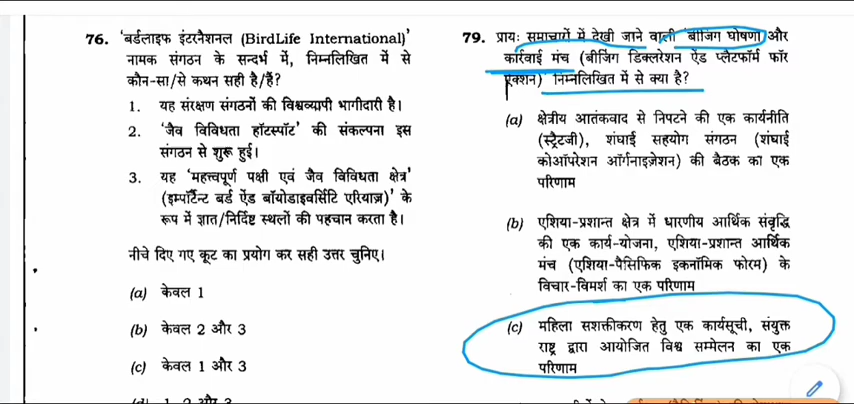 76. 'बर्डलाइफ इंटरनैशनल (BirdLife International)'
नामक संगठन के सन्दर्भ में, निम्नलिखित में से
कौन-सा/से कथन सही है/हैं?
1. यह संरक्षण संगठनों की विश्वव्यापी भागीदारी है।
2. 'जैव विविधता हॉटस्पॉट' की संकल्पना इस
संगठन से शुरू हुई।
3. यह 'महत्त्वपूर्ण पक्षी एवं जैव विविधता क्षेत्र'
(इम्पॉर्टैन्ट बर्ड ऐंड बॉयोडाइवर्सिटि एरियाज़)' के
रूप में ज्ञात/निर्दिष्ट स्थलों की पहचान करता है।
नीचे दिए गए कूट का प्रयोग कर सही उत्तर चुनिए।
(a) केवल 1
(b) केवल 2 और 3
(c) केवल 1 और 3
79. प्रायः समाचारों में देखी जाने वाली 'बीजिंग घोषणा और
कार्रवाई मंच (बीजिंग डिक्लरेशन ऐंड प्लैटफॉर्म फॉर
ऐक्शन)' निम्नलिखित में से क्या है?
(a) क्षेत्रीय आतंकवाद से निपटने की एक कार्यनीति
(स्ट्रैटजी), शंघाई सहयोग संगठन (शंघाई
कोऑपरेशन ऑर्गनाइज़ेशन) की बैठक का एक
परिणाम
(b) एशिया-प्रशान्त क्षेत्र में धारणीय आर्थिक संवृद्धि
की एक कार्य-योजना, एशिया-प्रशान्त आर्थिक
मंच (एशिया-पैसिफिक इकनॉमिक फोरम) के
विचार-विमर्श का एक परिणाम
(c) महिला सशक्तीकरण हेतु एक कार्यसूची, संयुक्त
राष्ट्र द्वारा आयोजित विश्व सम्मेलन का एक
परिणाम